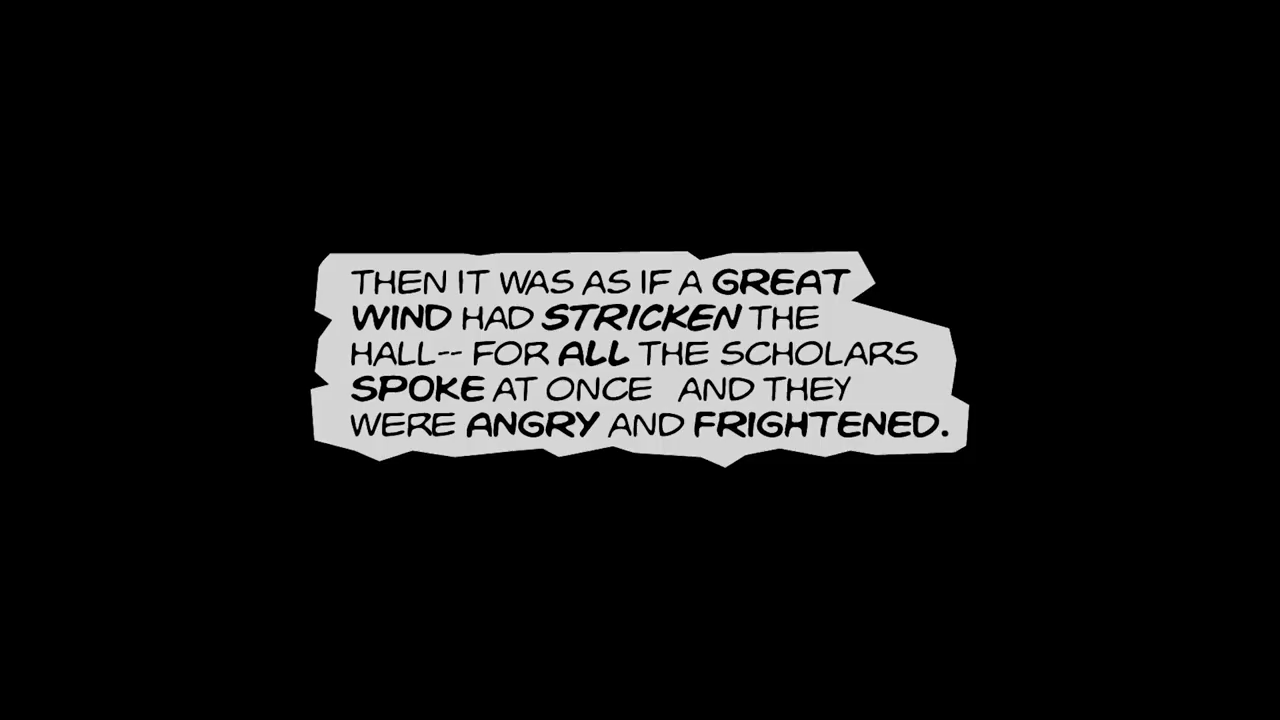 THEN IT WAS AS IF A GREAT
WIND HAD STRICKEN THE
HALL-- FOR ALL THE SCHOLARS
SPOKE AT ONCE AND THEY
WERE ANGRY AND FRIGHTENED.